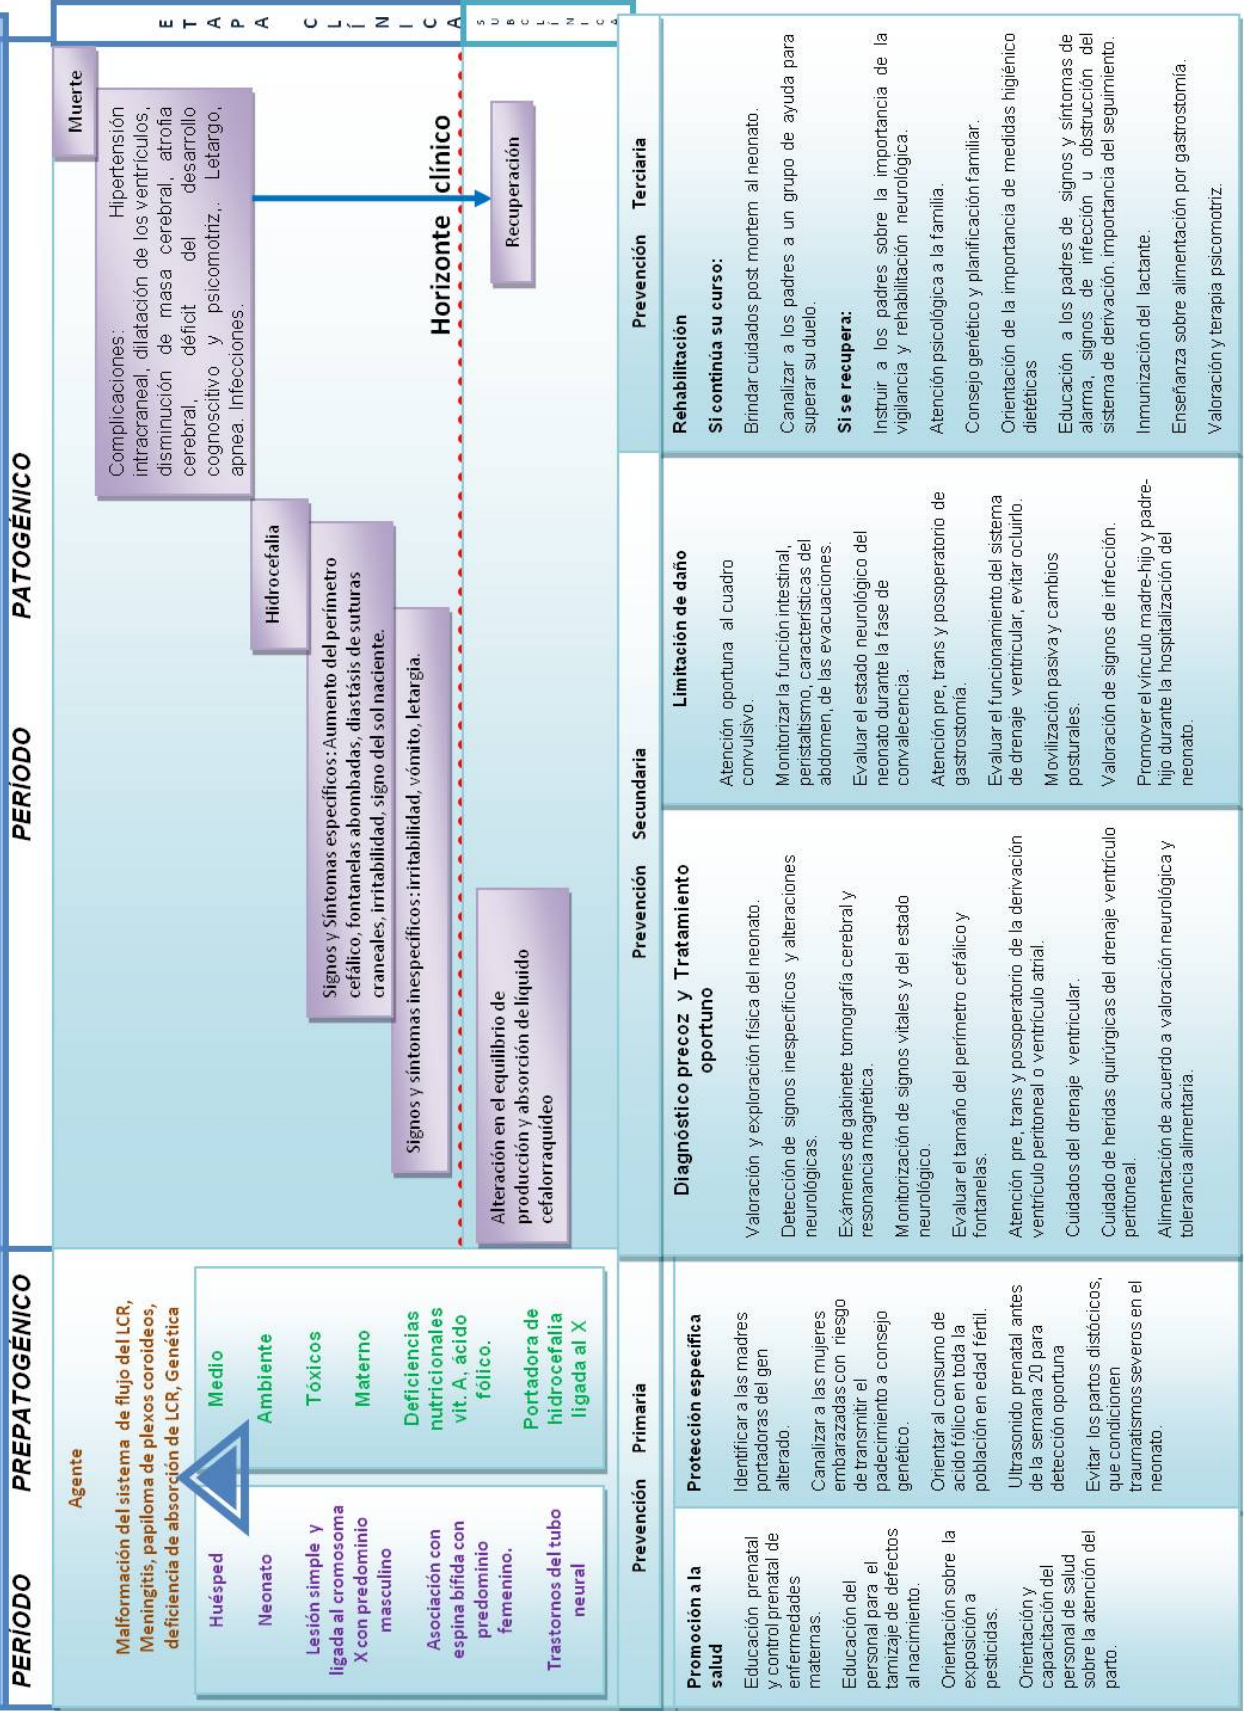 PERÍODO PREPATOGÉNICO
PERÍODO PATOGÉNICO
Agente
Malformación del sistema de flujo del LCR,
Meningitis, papiloma de plexos coroideos,
deficiencia de absorción de LCR, Genética
Huésped
Neonato
Lesión simple y
ligada al cromosoma
X con predominio
masculino
Asociación con
espina bífida con
predominio
femenino.
Trastornos del tubo
neural
Medio
Ambiente
Tóxicos
Materno
Deficiencias
nutricionales
vit. A, ácido
fólico.
Portadora de
hidrocefalia
ligada al X
Muerte
Complicaciones: Hipertensión
intracraneal, dilatación de los ventrículos,
disminución de masa cerebral, atrofia
cerebral, déficit del desarrollo
cognoscitivo y psicomotriz,. Letargo,
apnea. Infecciones.
Hidrocefalia
Signos y Síntomas específicos: Aumento del perímetro
cefálico, fontanelas abombadas, diastásis de suturas
craneales, irritabilidad, signo del sol naciente.
Signos y síntomas inespecíficos: irritabilidad, vómito, letargia.
Horizonte clínico
Alteración en el equilibrio de
producción y absorción de líquido
cefalorraquídeo
Recuperación
ETAPA CLÍNICA
SUBCLÍNICA
Prevención Primaria
Promoción a la
salud
Educación prenatal
y control prenatal de
enfermedades
maternas.
Educación del
personal para el
tamizaje de defectos
al nacimiento.
Orientación sobre la
exposición a
pesticidas.
Orientación y
capacitación del
personal de salud
sobre la atención del
parto.
Protección específica
Identificar a las madres
portadoras del gen
alterado.
Canalizar a las mujeres
embarazadas con riesgo
de transmitir el
padecimiento a consejo
genético.
Orientar al consumo de
acido fólico en toda la
población en edad fértil.
Ultrasonido prenatal antes
de la semana 20 para
detección oportuna
Evitar los partos distócicos,
que condicionen
traumatismos severos en el
neonato.
Prevención Secundaria
Diagnóstico precoz y Tratamiento
oportuno
Valoración y exploración física del neonato.
Detección de signos inespecíficos y alteraciones
neurológicas.
Exámenes de gabinete tomografía cerebral y
resonancia magnética.
Monitorización de signos vitales y del estado
neurológico.
Evaluar el tamaño del perímetro cefálico y
fontanelas.
Atención pre, trans y posoperatorio de la derivación
ventrículo peritoneal o ventrículo atrial.
Cuidados del drenaje ventricular.
Cuidado de heridas quirúrgicas del drenaje ventrículo
peritoneal.
Alimentación de acuerdo a valoración neurológica y
tolerancia alimentaria.
Limitación de daño
Atención oportuna al cuadro
convulsivo.
Monitorizar la función intestinal,
peristaltismo, características del
abdomen, de las evacuaciones.
Evaluar el estado neurológico del
neonato durante la fase de
convalecencia.
Atención pre, trans y posoperatorio de
gastrostomía.
Evaluar el funcionamiento del sistema
de drenaje ventricular, evitar ocluirlo.
Movilización pasiva y cambios
posturales.
Valoración de signos de infección.
Promover el vínculo madre-hijo y padre-
hijo durante la hospitalización del
neonato.
Prevención Terciaria
Rehabilitación
Si continúa su curso:
Brindar cuidados post mortem al neonato.
Canalizar a los padres a un grupo de ayuda para
superar su duelo.
Si se recupera:
Instruir a los padres sobre la importancia de la
vigilancia y rehabilitación neurológica.
Atención psicológica a la familia.
Consejo genético y planificación familiar.
Orientación de la importancia de medidas higiénico
dietéticas
Educación a los padres de signos y síntomas de
alarma, signos de infección u obstrucción del
sistema de derivación. importancia del seguimiento.
Inmunización del lactante.
Enseñanza sobre alimentación por gastrostomía.
Valoración y terapia psicomotriz.